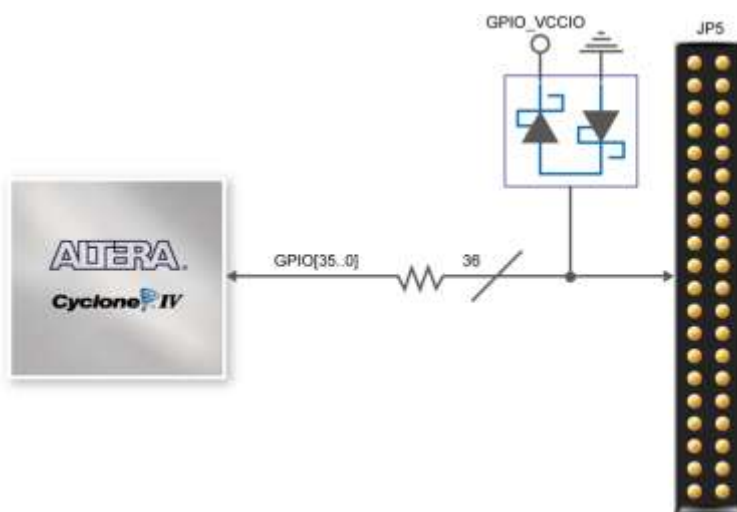 GPIO_VCCIO
JP5
ALTERA®
Cyclone IV
GPIO[35..0]
36